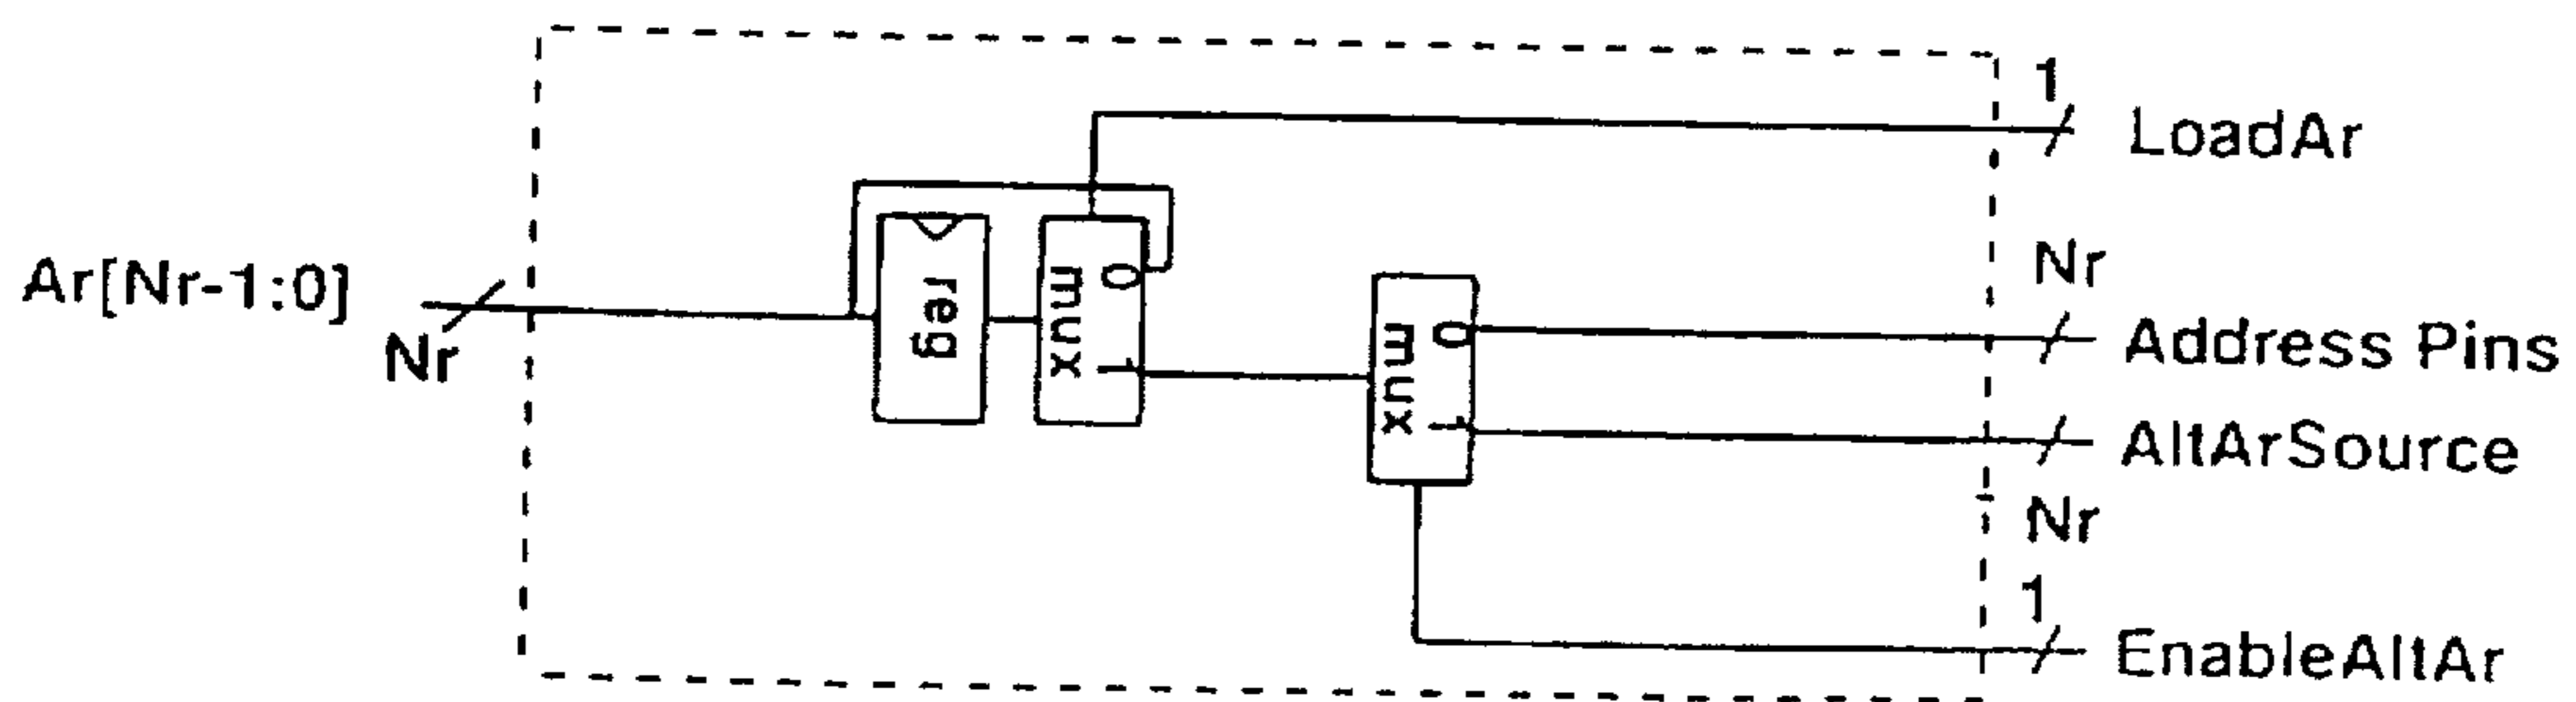 1
LoadAr
Nr
Ar[Nr-1:0]
Nr
reg
mux
0
1
mux
0
1
Address Pins
AltArSource
Nr
1
EnableAltAr